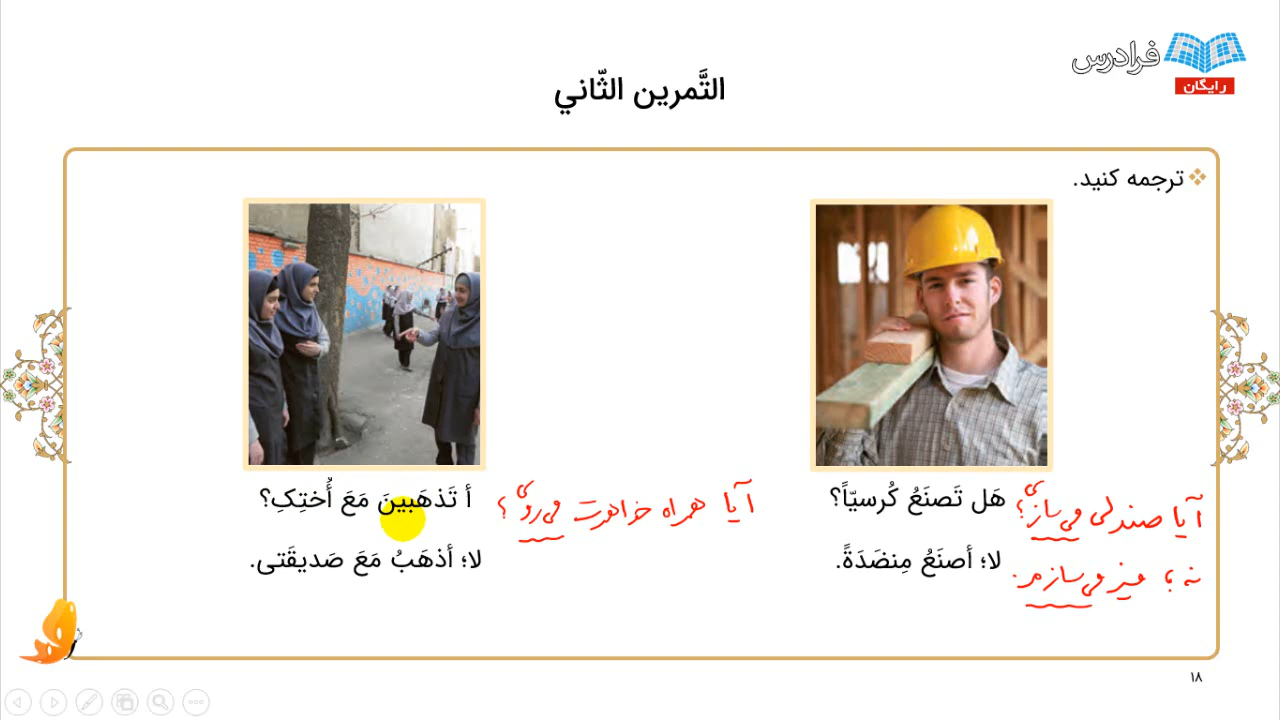 فرادرس
رایگان
التَّمرين الثّاني
ترجمه کنید.
هَل تَصنَعُ كُرسيّاً؟
آیا صندلی می‌سازی؟
لا؛ أصنَعُ مِنضَدَةً.
نه؛ میز می‌سازم.
أ تَذهَبينَ مَعَ أُختِکِ؟
آیا همراه خواهرت می‌روی؟
لا؛ أذهَبُ مَعَ صَديقَتی.
۱۸